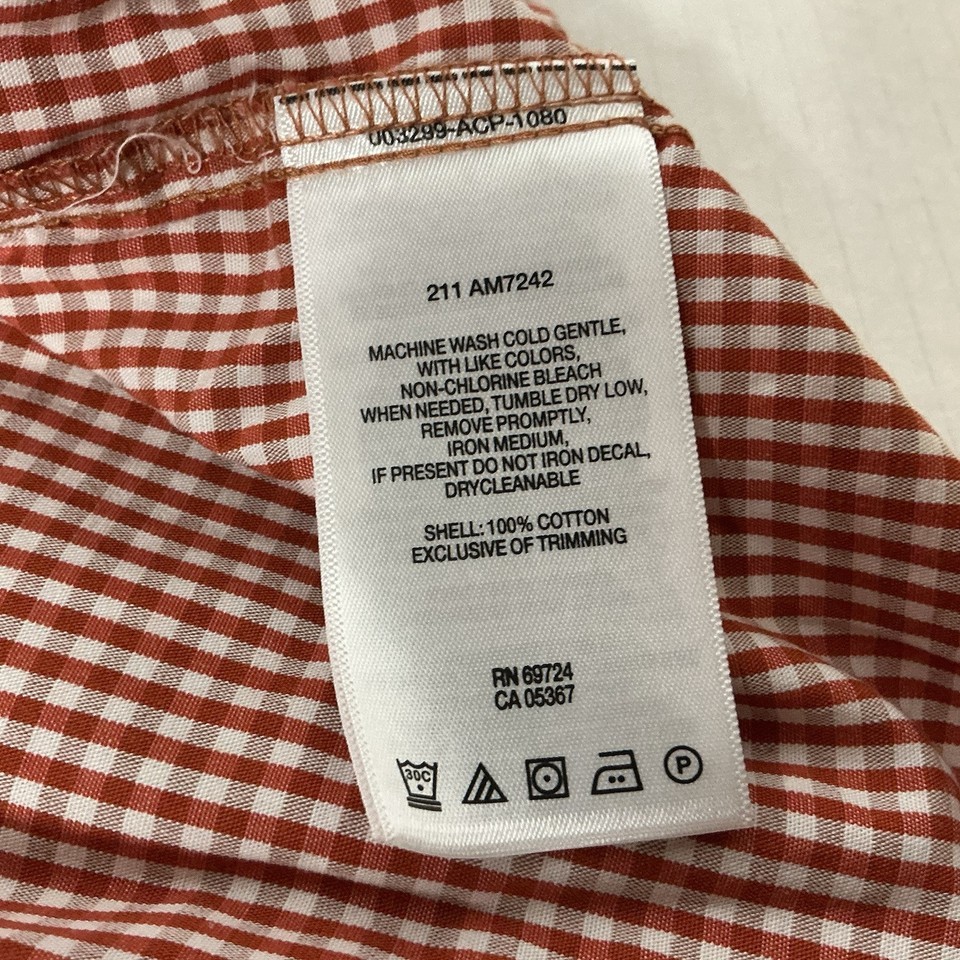 003299-ACP-1080
211 AM7242
MACHINE WASH COLD GENTLE,
WITH LIKE COLORS,
NON-CHLORINE BLEACH
WHEN NEEDED, TUMBLE DRY LOW,
REMOVE PROMPTLY,
IRON MEDIUM,
IF PRESENT DO NOT IRON DECAL,
DRYCLEANABLE
SHELL: 100% COTTON
EXCLUSIVE OF TRIMMING
RN 69724
CA 05367
30C P